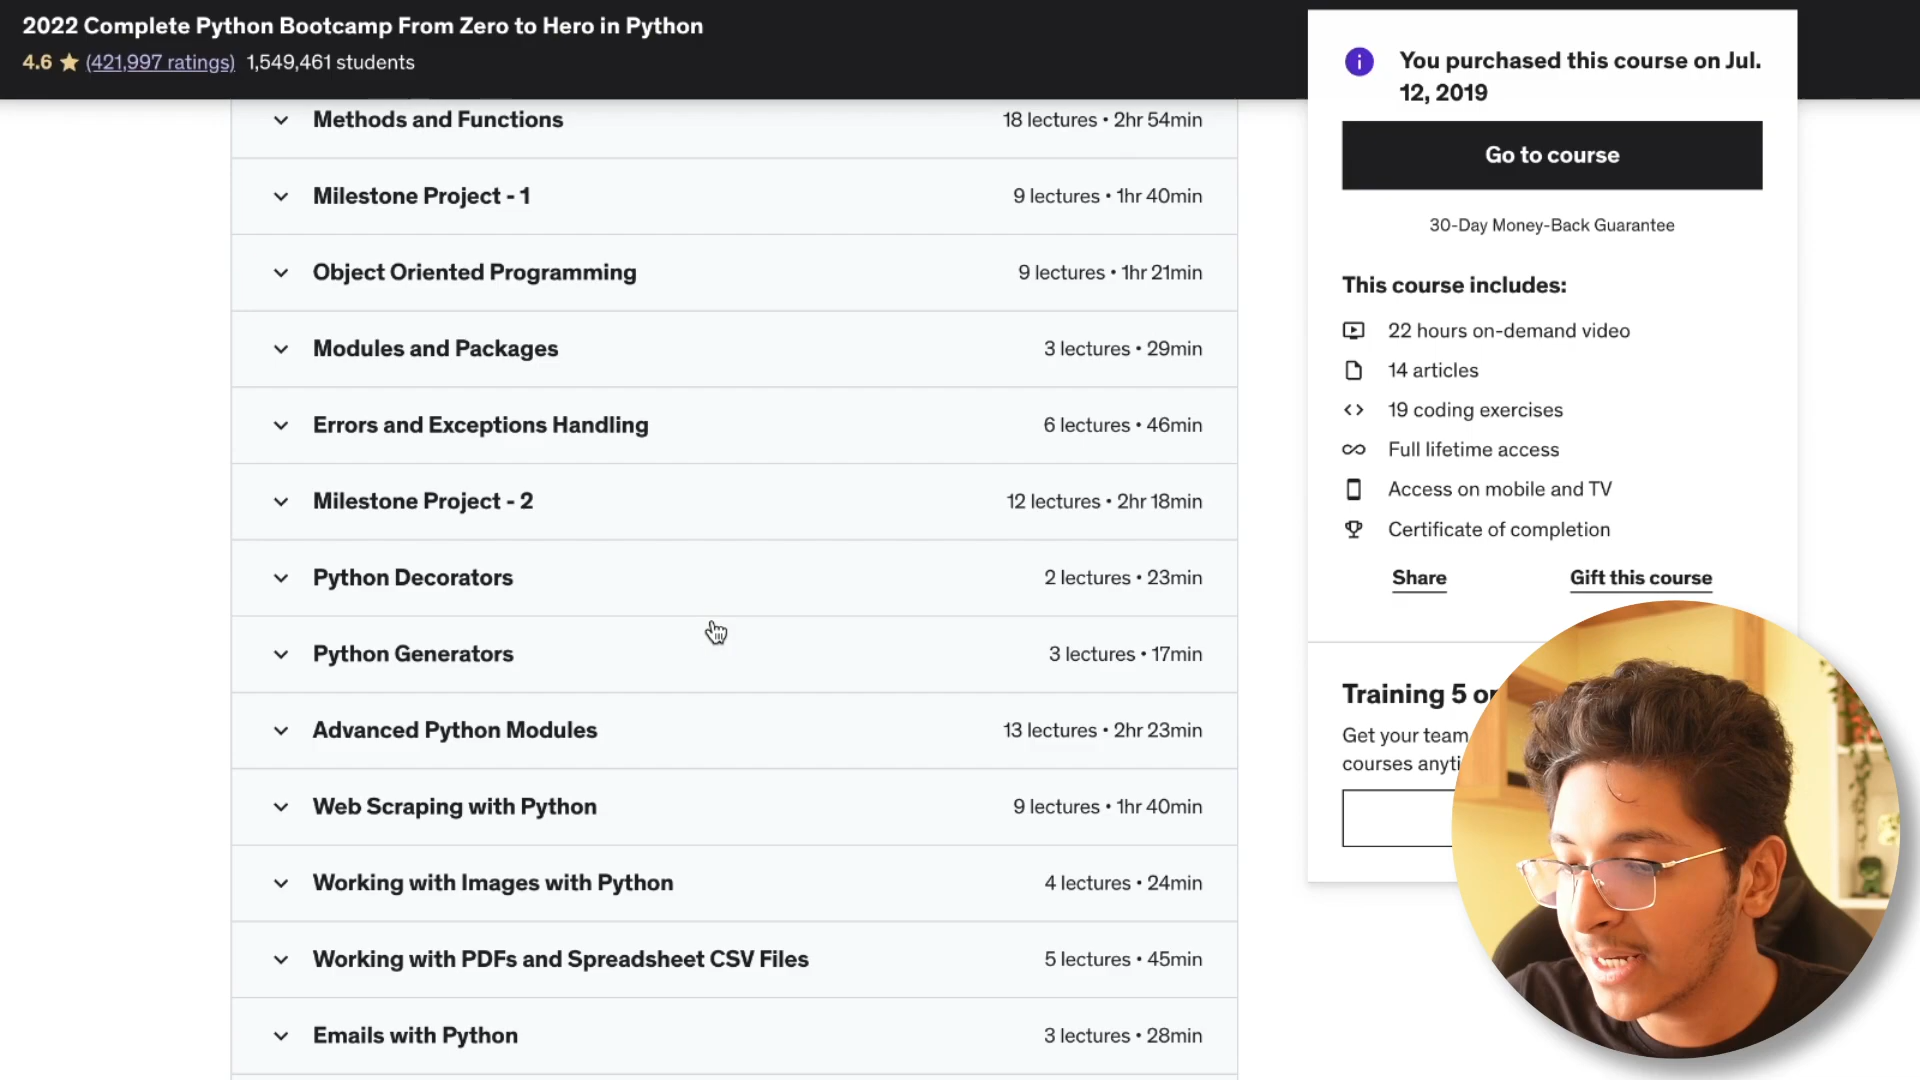 2022 Complete Python Bootcamp From Zero to Hero in Python
4.6 ★ (421,997 ratings) 1,549,461 students
Methods and Functions 18 lectures • 2hr 54min
Milestone Project - 1 9 lectures • 1hr 40min
Object Oriented Programming 9 lectures • 1hr 21min
Modules and Packages 3 lectures • 29min
Errors and Exceptions Handling 6 lectures • 46min
Milestone Project - 2 12 lectures • 2hr 18min
Python Decorators 2 lectures • 23min
Python Generators 3 lectures • 17min
Advanced Python Modules 13 lectures • 2hr 23min
Web Scraping with Python 9 lectures • 1hr 40min
Working with Images with Python 4 lectures • 24min
Working with PDFs and Spreadsheet CSV Files 5 lectures • 45min
Emails with Python 3 lectures • 28min
You purchased this course on Jul.
12, 2019
Go to course
30-Day Money-Back Guarantee
This course includes:
22 hours on-demand video
14 articles
19 coding exercises
Full lifetime access
Access on mobile and TV
Certificate of completion
Share Gift this course
Training 5
Get your team
courses